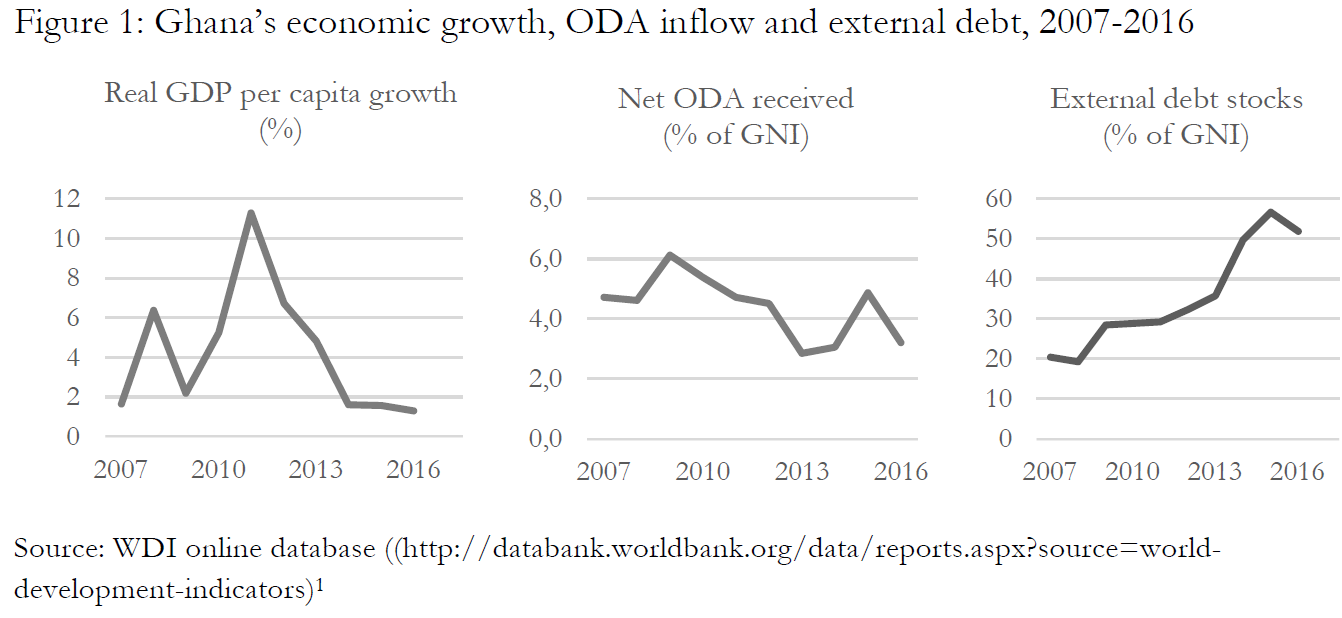 Figure 1: Ghana’s economic growth, ODA inflow and external debt, 2007-2016
Real GDP per capita growth
(%)
12
10
8
6
4
2
0
2007 2010 2013 2016
Net ODA received
(% of GNI)
8,0
6,0
4,0
2,0
0,0
2007 2010 2013 2016
External debt stocks
(% of GNI)
60
50
40
30
20
10
0
2007 2010 2013 2016
Source: WDI online database ((http://databank.worldbank.org/data/reports.aspx?source=world-
development-indicators)¹